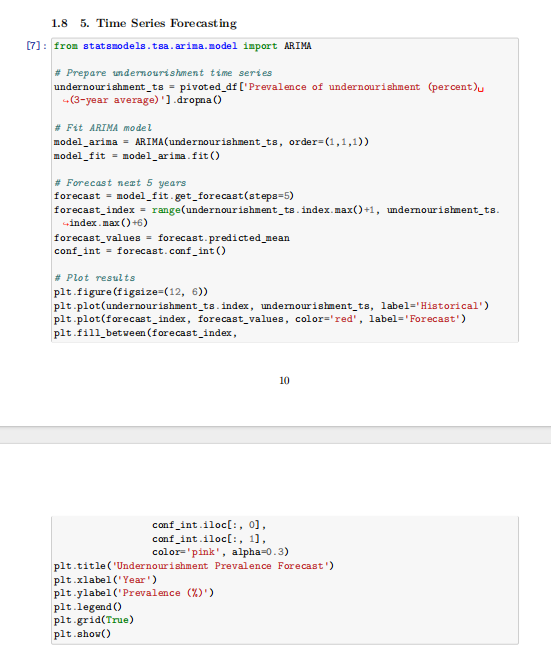 1.8 5. Time Series Forecasting
[7]: from statsmodels.tsa.arima.model import ARIMA
# Prepare undernourishment time series
undernourishment_ts = pivoted_df['Prevalence of undernourishment (percent)␣
↪(3-year average)'].dropna()
# Fit ARIMA model
model_arima = ARIMA(undernourishment_ts, order=(1,1,1))
model_fit = model_arima.fit()
# Forecast next 5 years
forecast = model_fit.get_forecast(steps=5)
forecast_index = range(undernourishment_ts.index.max()+1, undernourishment_ts.
↪index.max()+6)
forecast_values = forecast.predicted_mean
conf_int = forecast.conf_int()
# Plot results
plt.figure(figsize=(12, 6))
plt.plot(undernourishment_ts.index, undernourishment_ts, label='Historical')
plt.plot(forecast_index, forecast_values, color='red', label='Forecast')
plt.fill_between(forecast_index,
10
conf_int.iloc[:, 0],
conf_int.iloc[:, 1],
color='pink', alpha=0.3)
plt.title('Undernourishment Prevalence Forecast')
plt.xlabel('Year')
plt.ylabel('Prevalence (%)')
plt.legend()
plt.grid(True)
plt.show()